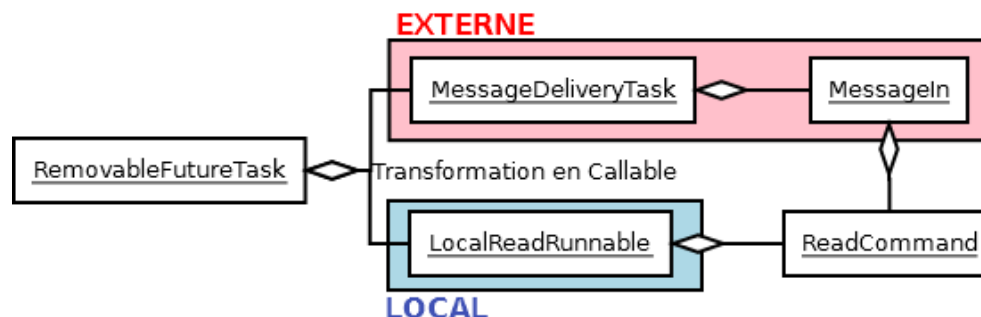 EXTERNE
MessageDeliveryTask
MessageIn
RemovableFutureTask
Transformation en Callable
LocalReadRunnable
ReadCommand
LOCAL